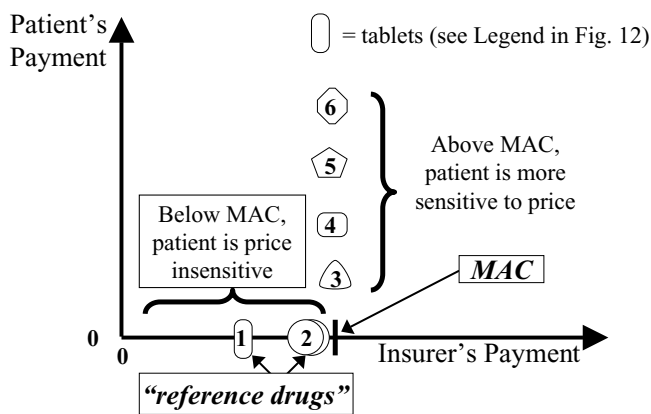 Patient's
Payment
= tablets (see Legend in Fig. 12)
6
5
4
3
Above MAC,
patient is more
sensitive to price
Below MAC,
patient is price
insensitive
MAC
0
1
2
0
Insurer's Payment
"reference drugs"